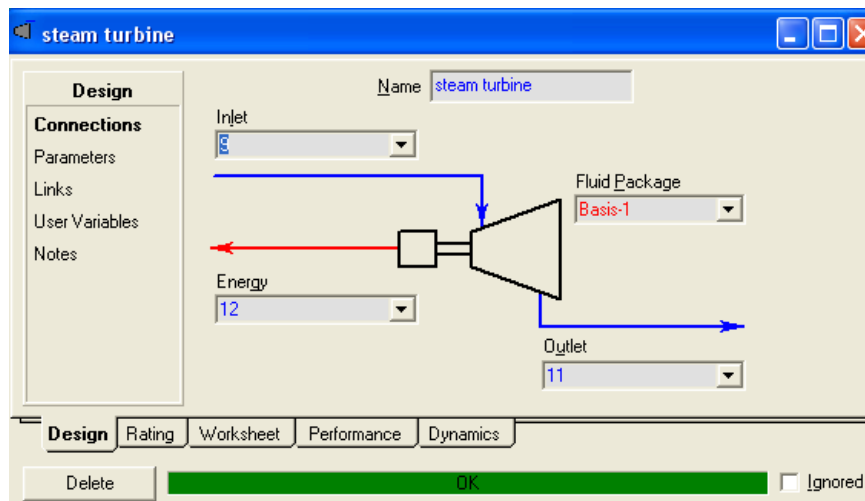 steam turbine
Design
Connections
Parameters
Links
User Variables
Notes
Name steam turbine
Inlet
9
Fluid Package
Basis-1
Energy
12
Outlet
11
Design Rating Worksheet Performance Dynamics
Delete OK Ignored